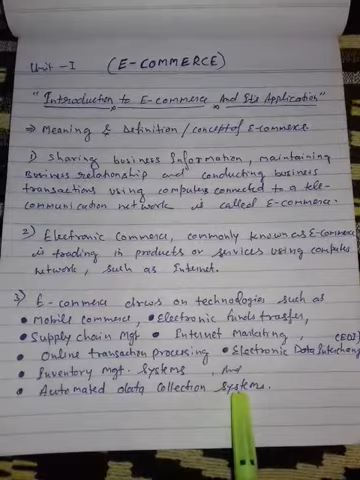 Unit - I (E-COMMERCE)
"Introduction to E-commerce And Its Application"
⇒ Meaning & Definition / concept of E-commerce.
1) Sharing business Information, maintaining
Business relationship and conducting business
transactions using computers connected to a tele-
communication network is called E-commerce.
2) Electronic Commerce, commonly known as E-commerce
is trading in products or services using computer
network, such as Internet.
3) E-commerce draws on technologies such as
• Mobile Commerce, • Electronic funds transfer,
• Supply chain Mgt • Internet Marketing,
(EDI)
• Online transaction processing • Electronic Data Interchang
• Inventory mgt. systems, And
• Automated data collection systems.